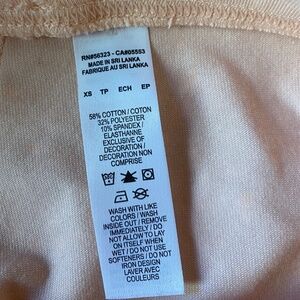 RN#56323 - CA#05553
MADE IN SRI LANKA
FABRIQUE AU SRI LANKA
XS TP ECH EP
58% COTTON / COTON
32% POLYESTER
10% SPANDEX /
ELASTHANNE
EXCLUSIVE OF
DECORATION /
DECORATION NON
COMPRISE
WASH WITH LIKE
COLORS / WASH
INSIDE OUT / REMOVE
IMMEDIATELY / DO
NOT ALLOW TO LAY
ON ITSELF WHEN
WET / DO NOT USE
SOFTENERS / DO NOT
IRON DESIGN
LAVER AVEC
COULEURS